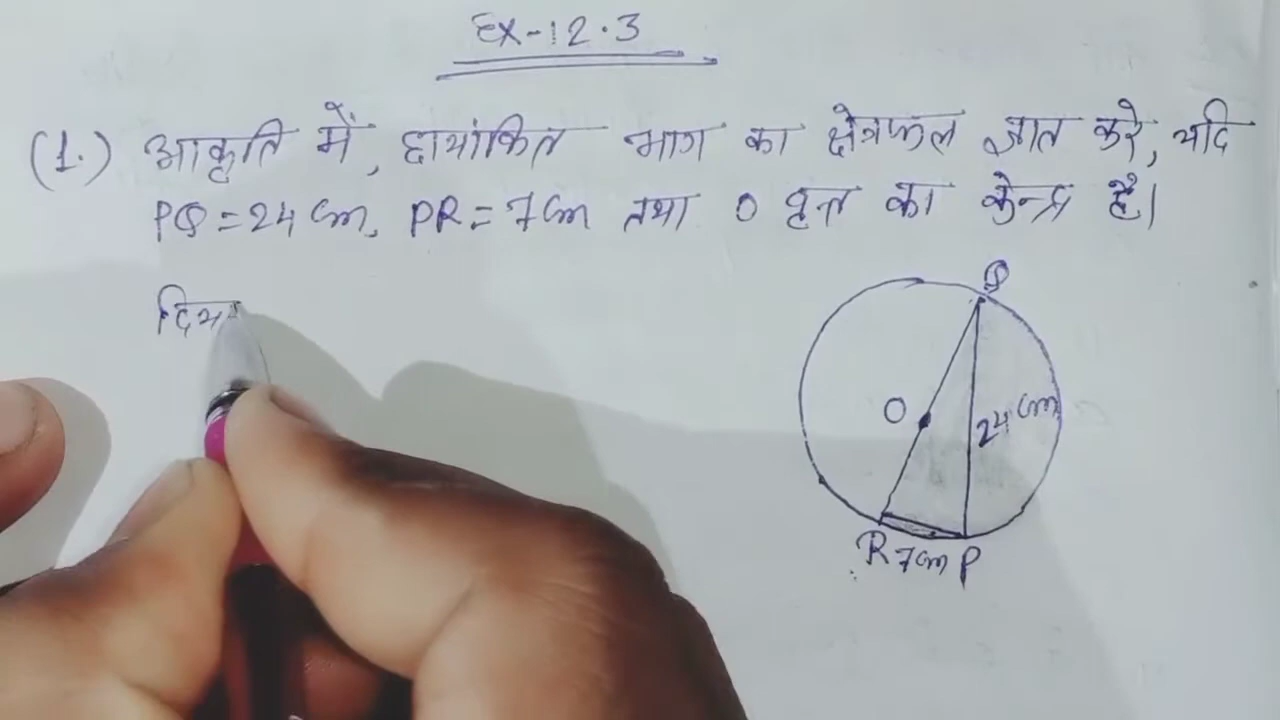 Ex-12.3
(1.) आकृति में, छायांकित भाग का क्षेत्रफल ज्ञात करे, यदि
PQ = 24 cm, PR = 7 cm तथा O वृत्त का केन्द्र है।
दिया
Q
O
24 cm
R 7 cm P